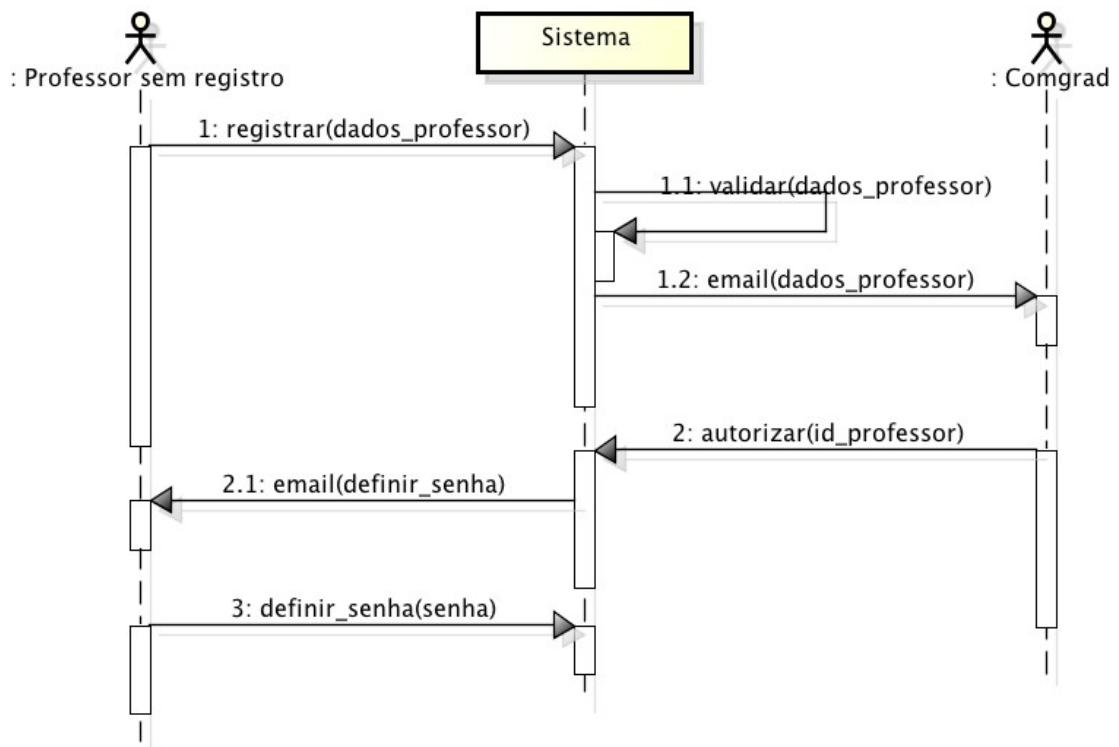 Sistema
: Professor sem registro
: Comgrad
1: registrar(dados_professor)
1.1: validar(dados_professor)
1.2: email(dados_professor)
2: autorizar(id_professor)
2.1: email(definir_senha)
3: definir_senha(senha)